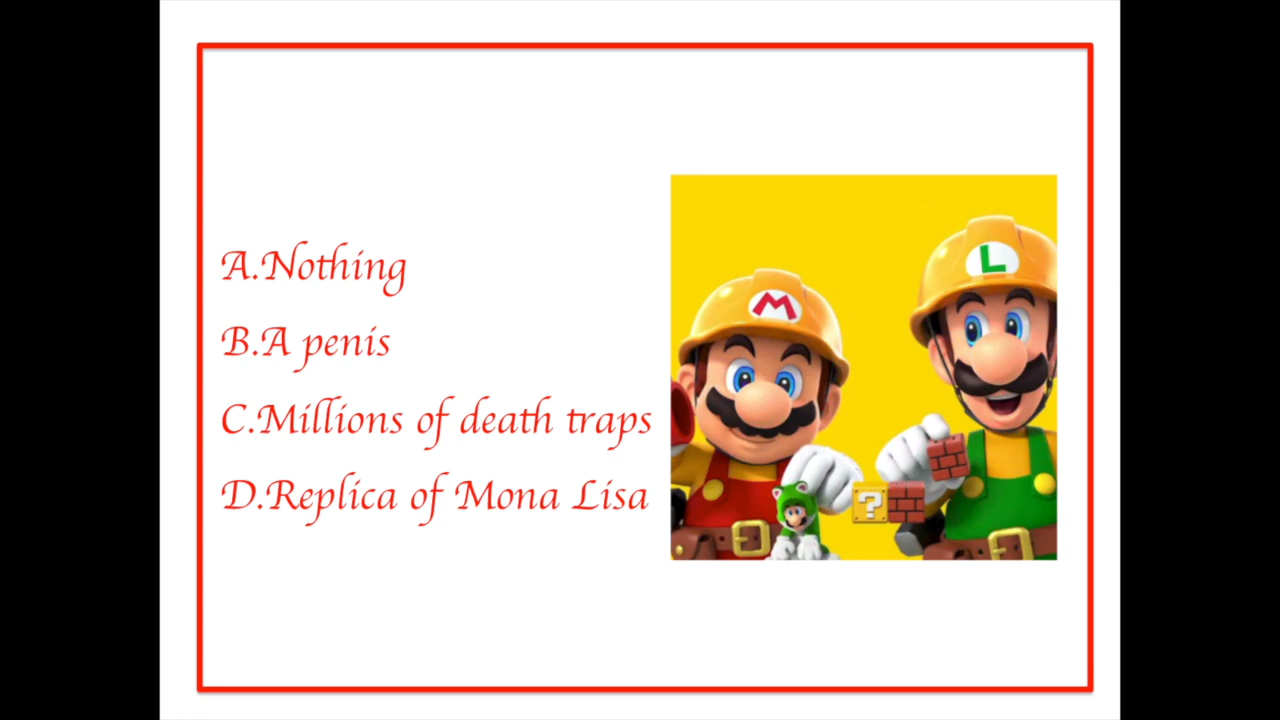 A.Nothing
B.A penis
C.Millions of death traps
D.Replica of Mona Lisa
M
L
?